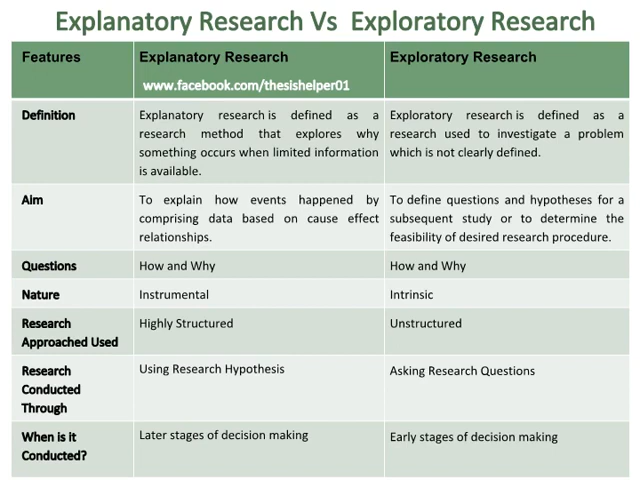 Explanatory Research Vs Exploratory Research
Features
Explanatory Research
www.facebook.com/thesishelper01
Exploratory Research
Definition
Explanatory research is defined as a
research method that explores why
something occurs when limited information
is available.
Exploratory research is defined as a
research used to investigate a problem
which is not clearly defined.
Aim
To explain how events happened by
comprising data based on cause effect
relationships.
To define questions and hypotheses for a
subsequent study or to determine the
feasibility of desired research procedure.
Questions
How and Why
How and Why
Nature
Instrumental
Intrinsic
Research
Approached Used
Highly Structured
Unstructured
Research
Conducted
Through
Using Research Hypothesis
Asking Research Questions
When is it
Conducted?
Later stages of decision making
Early stages of decision making